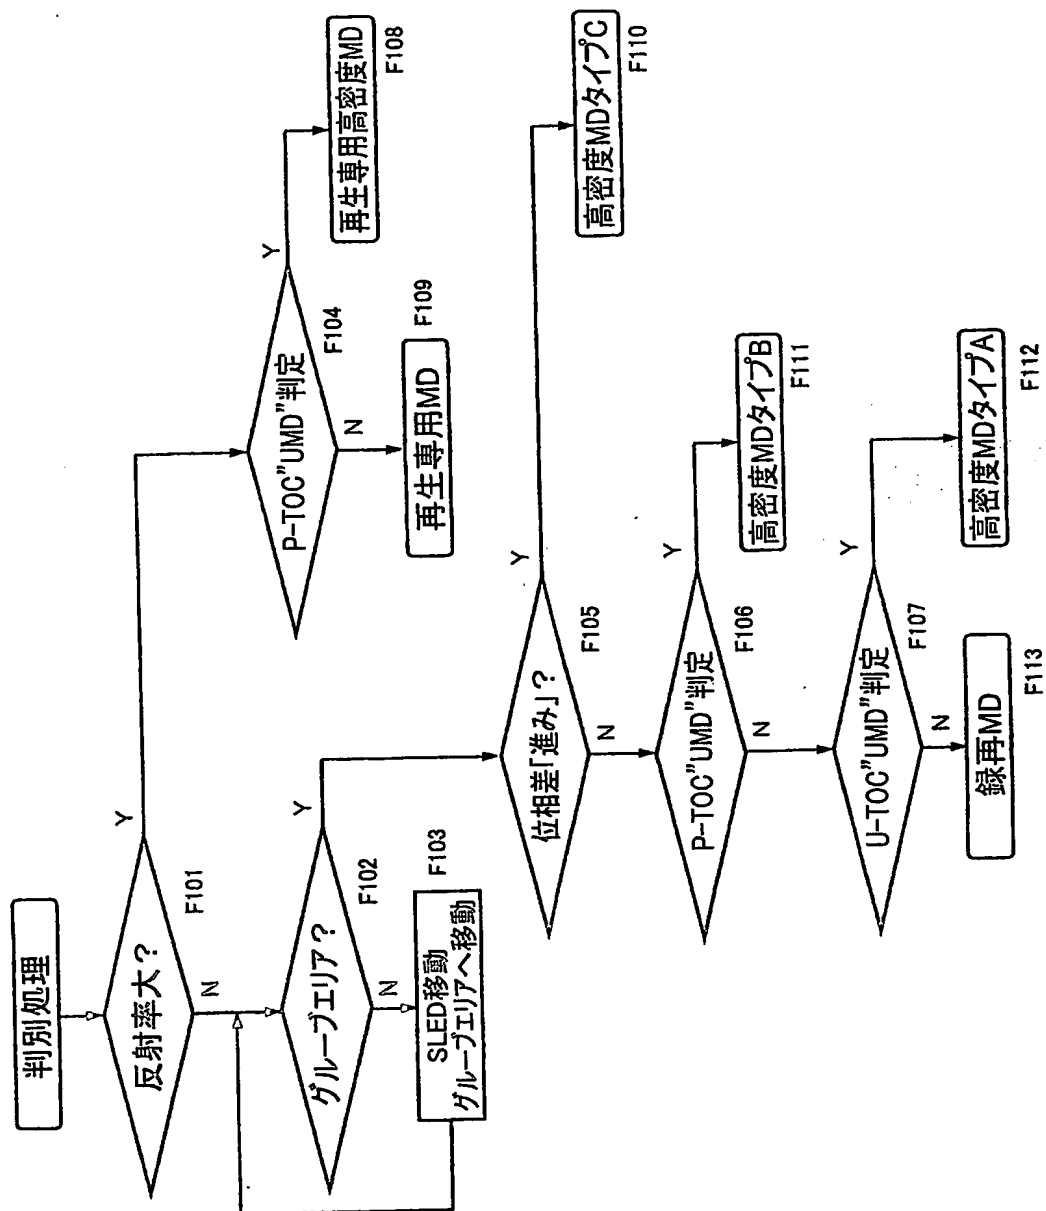 判別処理
反射率大?
F101
Y
N
グルーブエリア?
F102
Y
N
SLED移動
グルーブエリアへ移動
F103
P-TOC"UMD"判定
F104
Y
N
再生専用高密度MD
F108
再生専用MD
F109
位相差「進み」?
F105
Y
N
高密度MDタイプC
F110
P-TOC"UMD"判定
F106
Y
N
高密度MDタイプB
F111
U-TOC"UMD"判定
F107
Y
N
高密度MDタイプA
F112
録再MD
F113